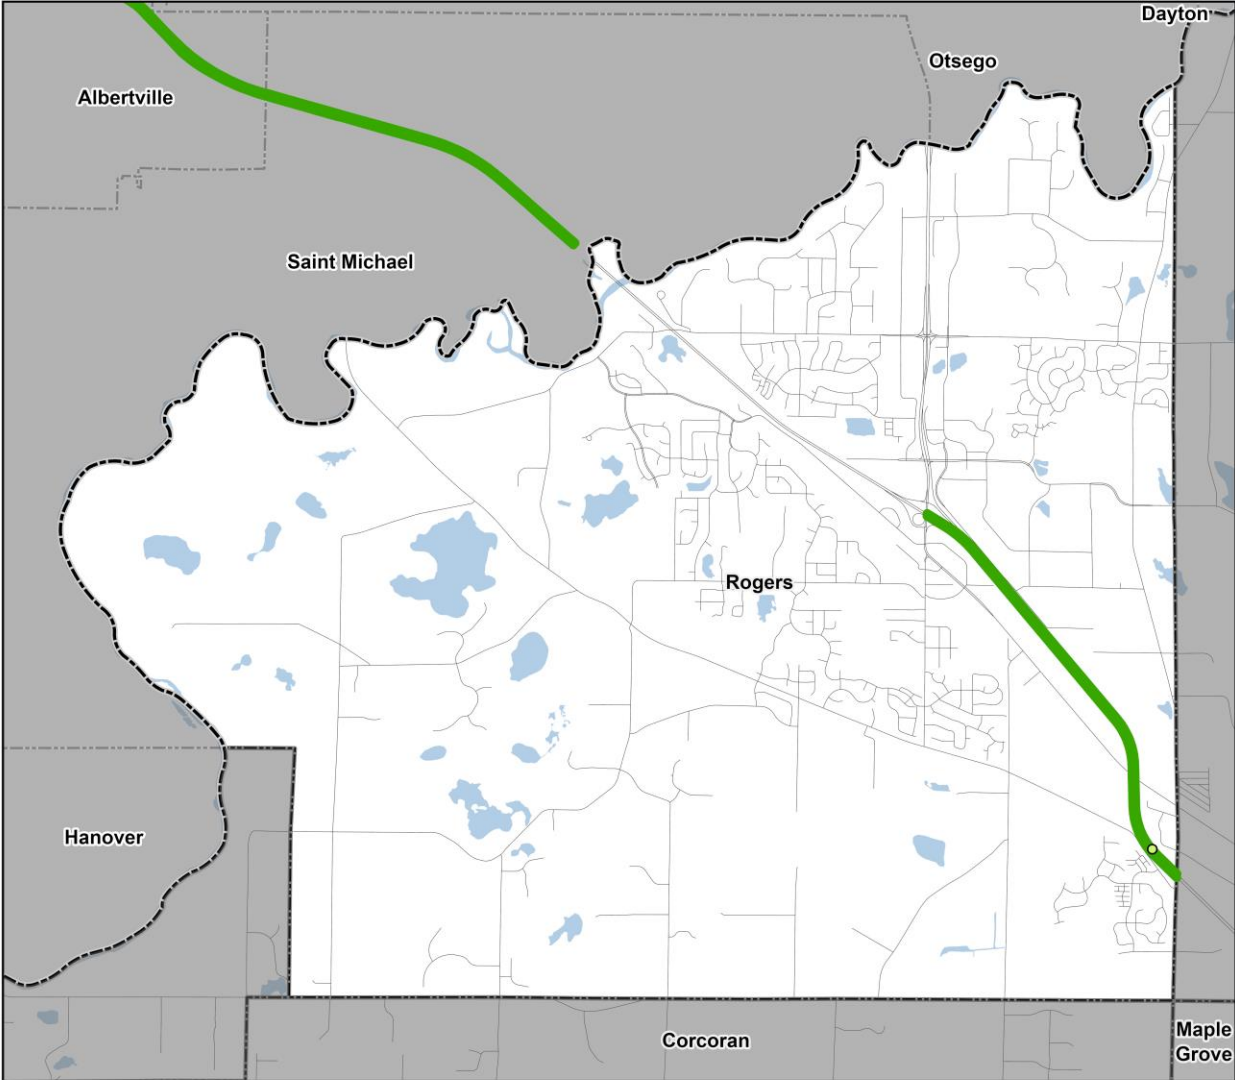 Dayton
Otsego
Albertville
Saint Michael
Rogers
Hanover
Corcoran
Maple
Grove